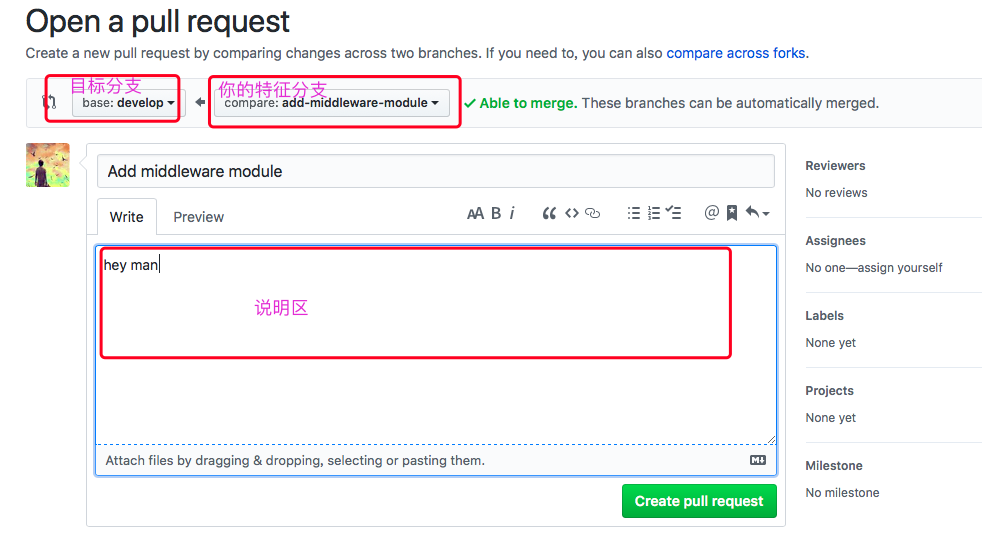 Open a pull request
Create a new pull request by comparing changes across two branches. If you need to, you can also compare across forks.
目标分支
你的特征分支
base: develop
compare: add-middleware-module
Able to merge. These branches can be automatically merged.
Add middleware module
Write Preview
AA B i
hey man
说明区
Attach files by dragging & dropping, selecting or pasting them.
Create pull request
Reviewers
No reviews
Assignees
No one—assign yourself
Labels
None yet
Projects
None yet
Milestone
No milestone